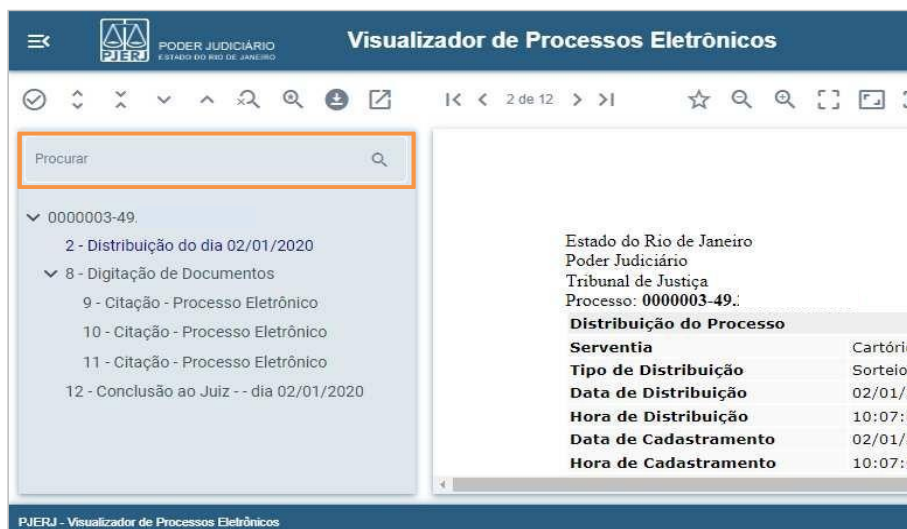 PJERJ
PODER JUDICIÁRIO
ESTADO DO RIO DE JANEIRO
Visualizador de Processos Eletrônicos
2 de 12
Procurar
0000003-49.
2 - Distribuição do dia 02/01/2020
8 - Digitação de Documentos
9 - Citação - Processo Eletrônico
10 - Citação - Processo Eletrônico
11 - Citação - Processo Eletrônico
12 - Conclusão ao Juiz - - dia 02/01/2020
Estado do Rio de Janeiro
Poder Judiciário
Tribunal de Justiça
Processo: 0000003-49.
Distribuição do Processo
Serventia Cartóri
Tipo de Distribuição Sorteio
Data de Distribuição 02/01/
Hora de Distribuição 10:07:
Data de Cadastramento 02/01/
Hora de Cadastramento 10:07:
PJERJ - Visualizador de Processos Eletrônicos